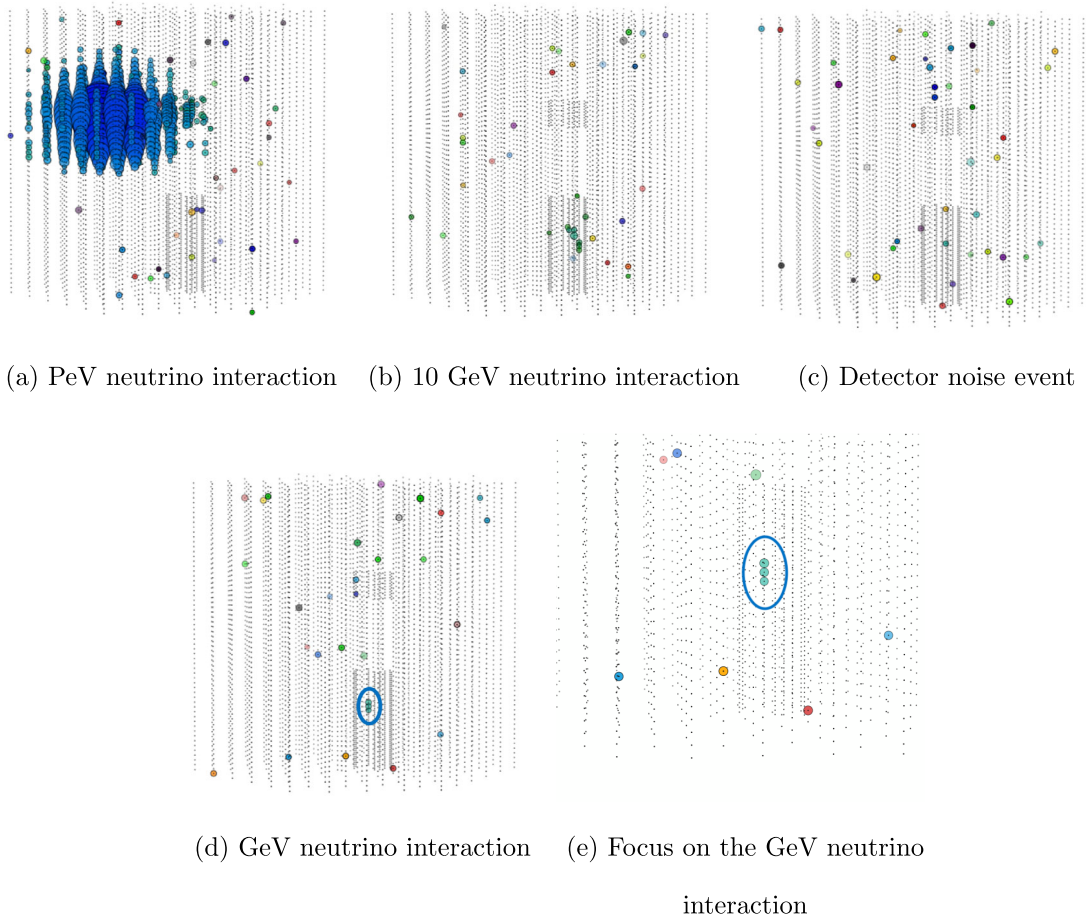 (a) PeV neutrino interaction
(b) 10 GeV neutrino interaction
(c) Detector noise event
(d) GeV neutrino interaction
(e) Focus on the GeV neutrino
interaction